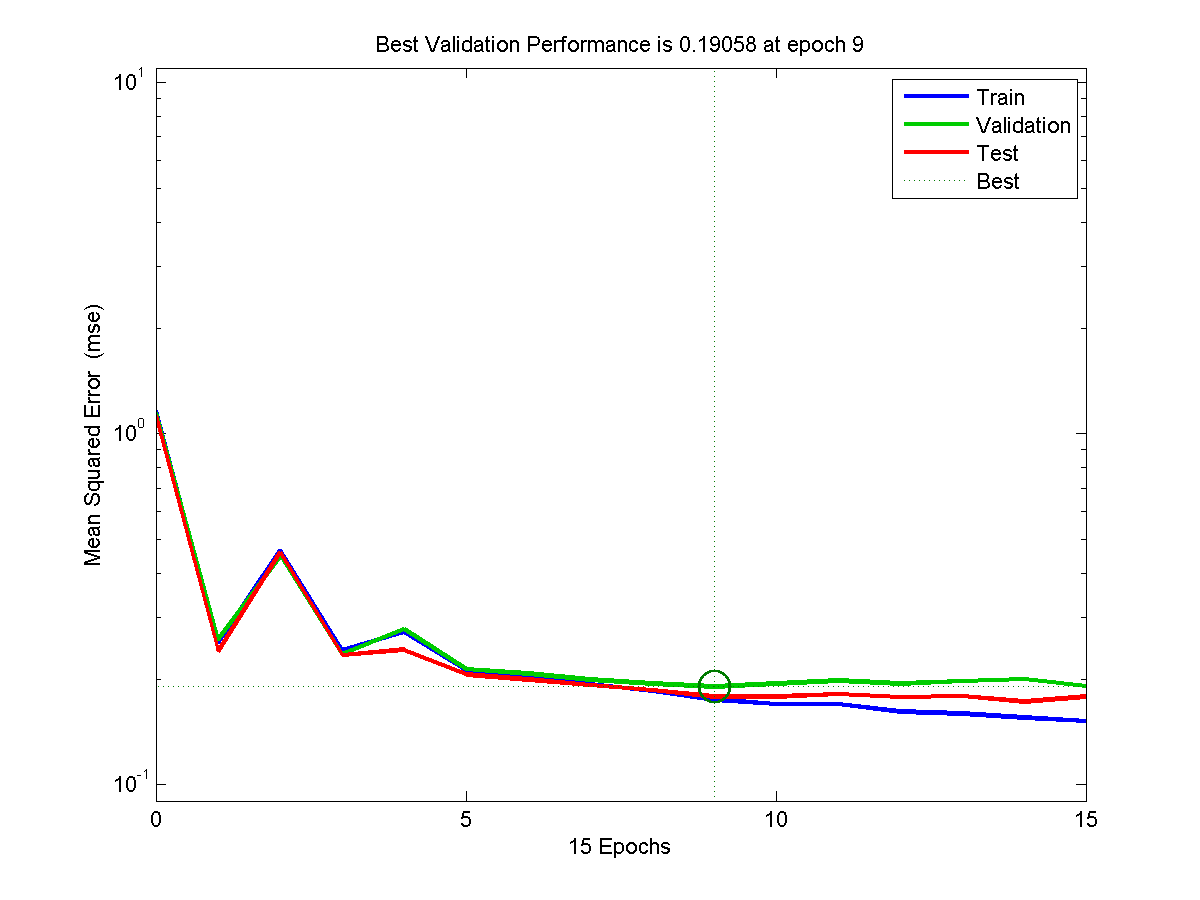 Best Validation Performance is 0.19058 at epoch 9
10^1
Train
Validation
Test
Best
10^0
Mean Squared Error (mse)
10^-1
0 5 10 15
15 Epochs